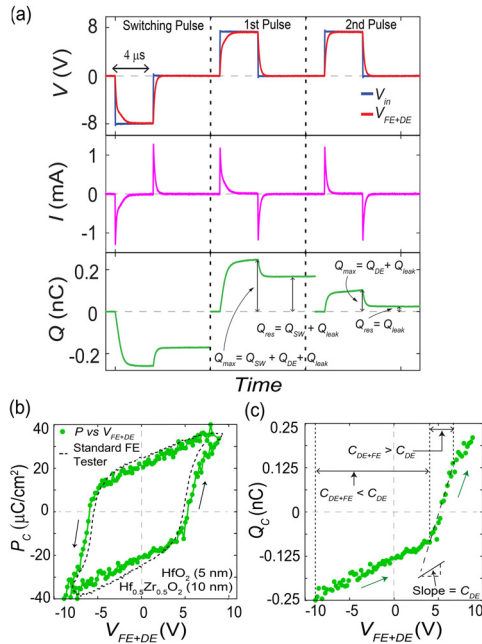 (a)
Switching Pulse 1st Pulse 2nd Pulse
4 μs
8
0
-8
V (V)
V_in
V_FE+DE
1
0
-1
I (mA)
0.2
0
-0.2
Q (nC)
Q_max = Q_DE + Q_leak
Q_res = Q_SW + Q_leak
Q_res = Q_leak
Q_max = Q_SW + Q_DE + Q_leak
Time
(b)
40
20
0
-20
-40
P_C (μC/cm²)
P vs V_FE+DE
Standard FE
Tester
HfO₂ (5 nm)
Hf₀.₅Zr₀.₅O₂ (10 nm)
-10 -5 0 5 10
V_FE+DE (V)
(c)
0.25
0.125
0
-0.125
-0.25
Q_C (nC)
C_DE+FE > C_DE
C_DE+FE < C_DE
Slope = C_DE
-10 -5 0 5 10
V_FE+DE (V)